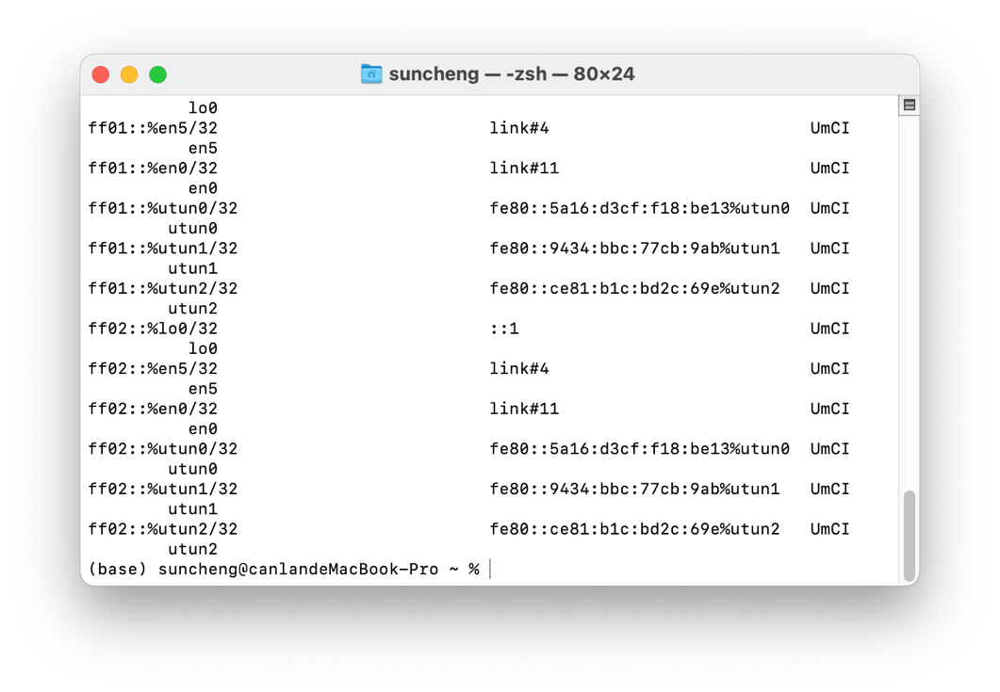 suncheng — -zsh — 80×24
lo0
ff01::%en5/32 link#4 UmCI
en5
ff01::%en0/32 link#11 UmCI
en0
ff01::%utun0/32 fe80::5a16:d3cf:f18:be13%utun0 UmCI
utun0
ff01::%utun1/32 fe80::9434:bbc:77cb:9ab%utun1 UmCI
utun1
ff01::%utun2/32 fe80::ce81:b1c:bd2c:69e%utun2 UmCI
utun2
ff02::%lo0/32 ::1 UmCI
lo0
ff02::%en5/32 link#4 UmCI
en5
ff02::%en0/32 link#11 UmCI
en0
ff02::%utun0/32 fe80::5a16:d3cf:f18:be13%utun0 UmCI
utun0
ff02::%utun1/32 fe80::9434:bbc:77cb:9ab%utun1 UmCI
utun1
ff02::%utun2/32 fe80::ce81:b1c:bd2c:69e%utun2 UmCI
utun2
(base) suncheng@canlandeMacBook-Pro ~ %